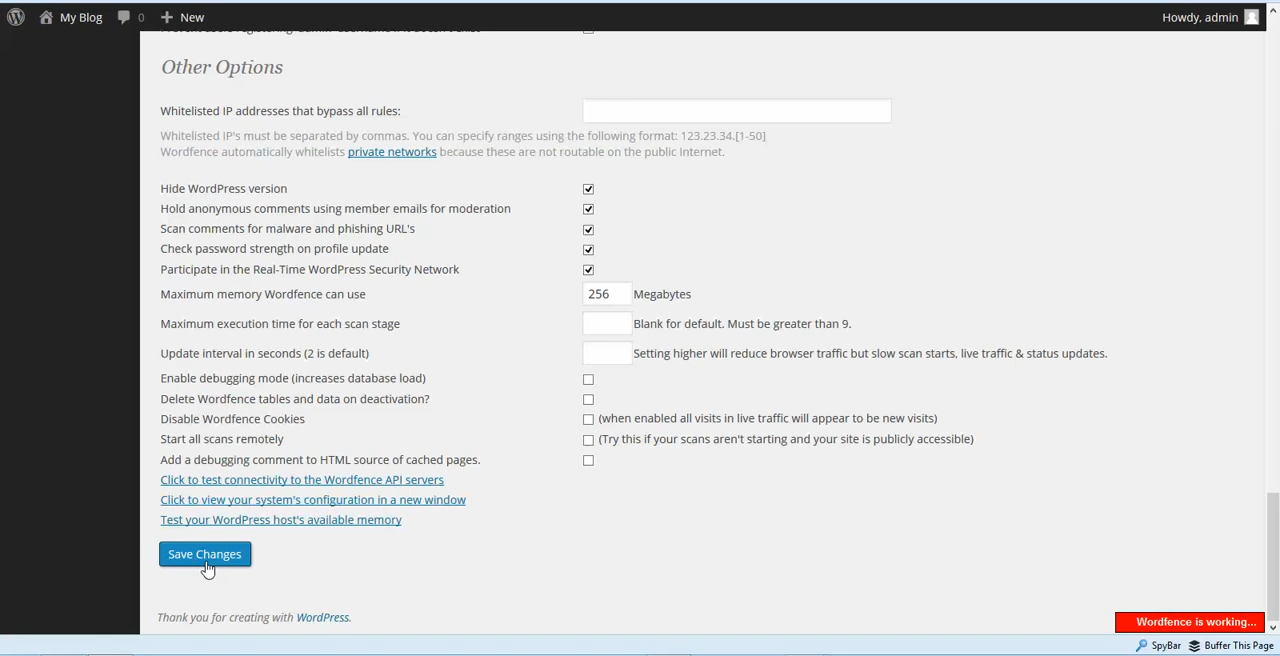 My Blog 0 New Howdy, admin
Other Options
Whitelisted IP addresses that bypass all rules:
Whitelisted IP's must be separated by commas. You can specify ranges using the following format: 123.23.34.[1-50]
Wordfence automatically whitelists private networks because these are not routable on the public Internet.
Hide WordPress version
Hold anonymous comments using member emails for moderation
Scan comments for malware and phishing URL's
Check password strength on profile update
Participate in the Real-Time WordPress Security Network
Maximum memory Wordfence can use 256 Megabytes
Maximum execution time for each scan stage Blank for default. Must be greater than 9.
Update interval in seconds (2 is default) Setting higher will reduce browser traffic but slow scan starts, live traffic & status updates.
Enable debugging mode (increases database load)
Delete Wordfence tables and data on deactivation?
Disable Wordfence Cookies (when enabled all visits in live traffic will appear to be new visits)
Start all scans remotely (Try this if your scans aren't starting and your site is publicly accessible)
Add a debugging comment to HTML source of cached pages.
Click to test connectivity to the Wordfence API servers
Click to view your system's configuration in a new window
Test your WordPress host's available memory
Save Changes
Thank you for creating with WordPress.
Wordfence is working...
SpyBar Buffer This Page